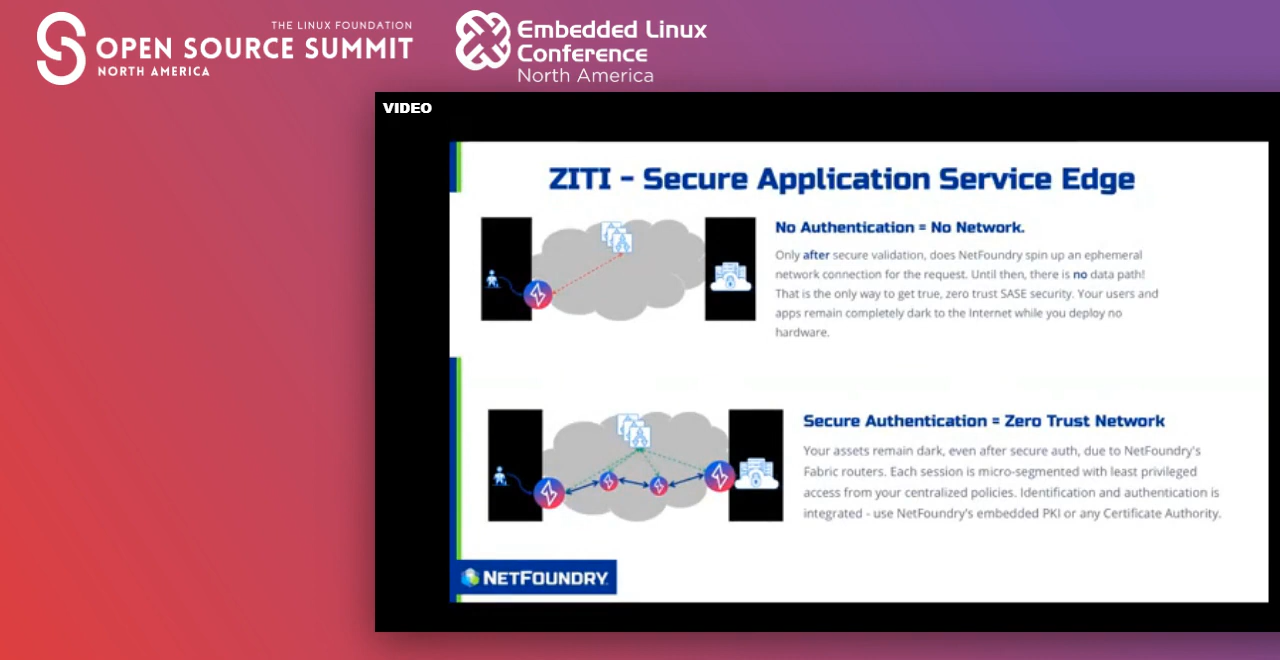 THE LINUX FOUNDATION
OPEN SOURCE SUMMIT
NORTH AMERICA
Embedded Linux
Conference
North America
VIDEO
ZITI - Secure Application Service Edge
No Authentication = No Network.
Only after secure validation, does NetFoundry spin up an ephemeral
network connection for the request. Until then, there is no data path!
That is the only way to get true, zero trust SASE security. Your users and
apps remain completely dark to the Internet while you deploy no
hardware.
Secure Authentication = Zero Trust Network
Your assets remain dark, even after secure auth, due to NetFoundry's
Fabric routers. Each session is micro-segmented with least privileged
access from your centralized policies. Identification and authentication is
integrated - use NetFoundry's embedded PKI or any Certificate Authority.
NETFOUNDRY